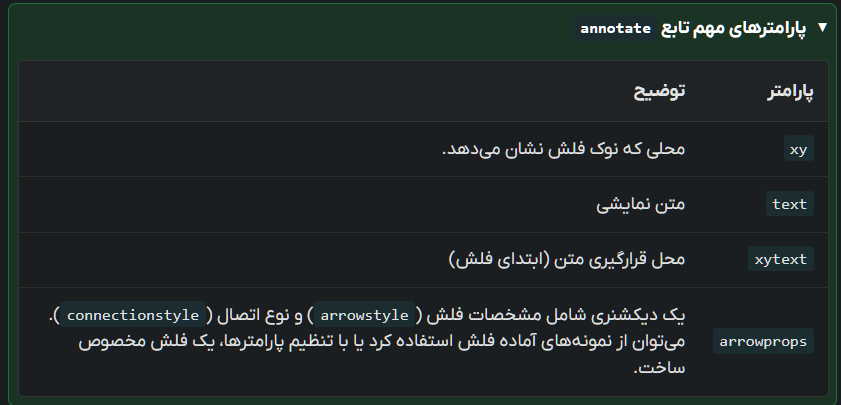 ▼ پارامترهای مهم تابع annotate
پارامتر توضیح
xy محلی که نوک فلش نشان می‌دهد.
text متن نمایشی
xytext محل قرارگیری متن (ابتدای فلش)
arrowprops یک دیکشنری شامل مشخصات فلش (arrowstyle) و نوع اتصال (connectionstyle).
می‌توان از نمونه‌های آماده فلش استفاده کرد یا با تنظیم پارامترها، یک فلش مخصوص
ساخت.